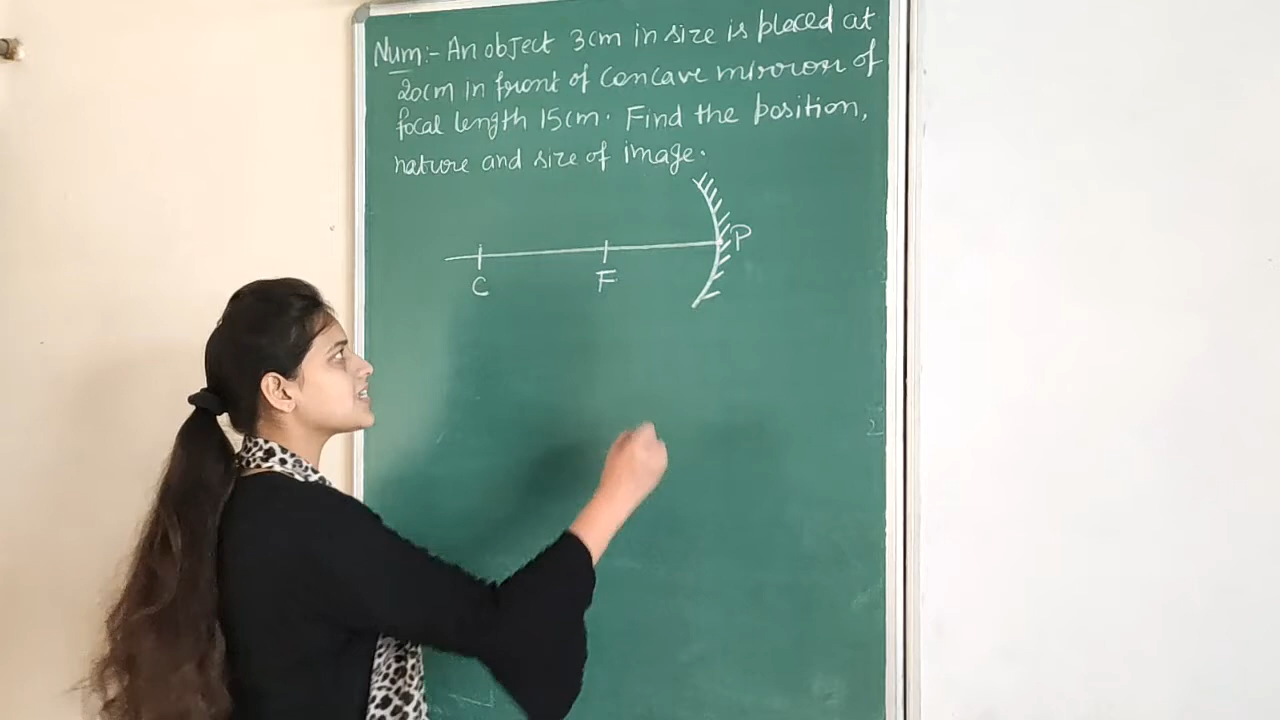 Num:- An object 3cm in size is placed at
20cm in front of concave mirror of
focal length 15cm. Find the position,
nature and size of image.
P
C F